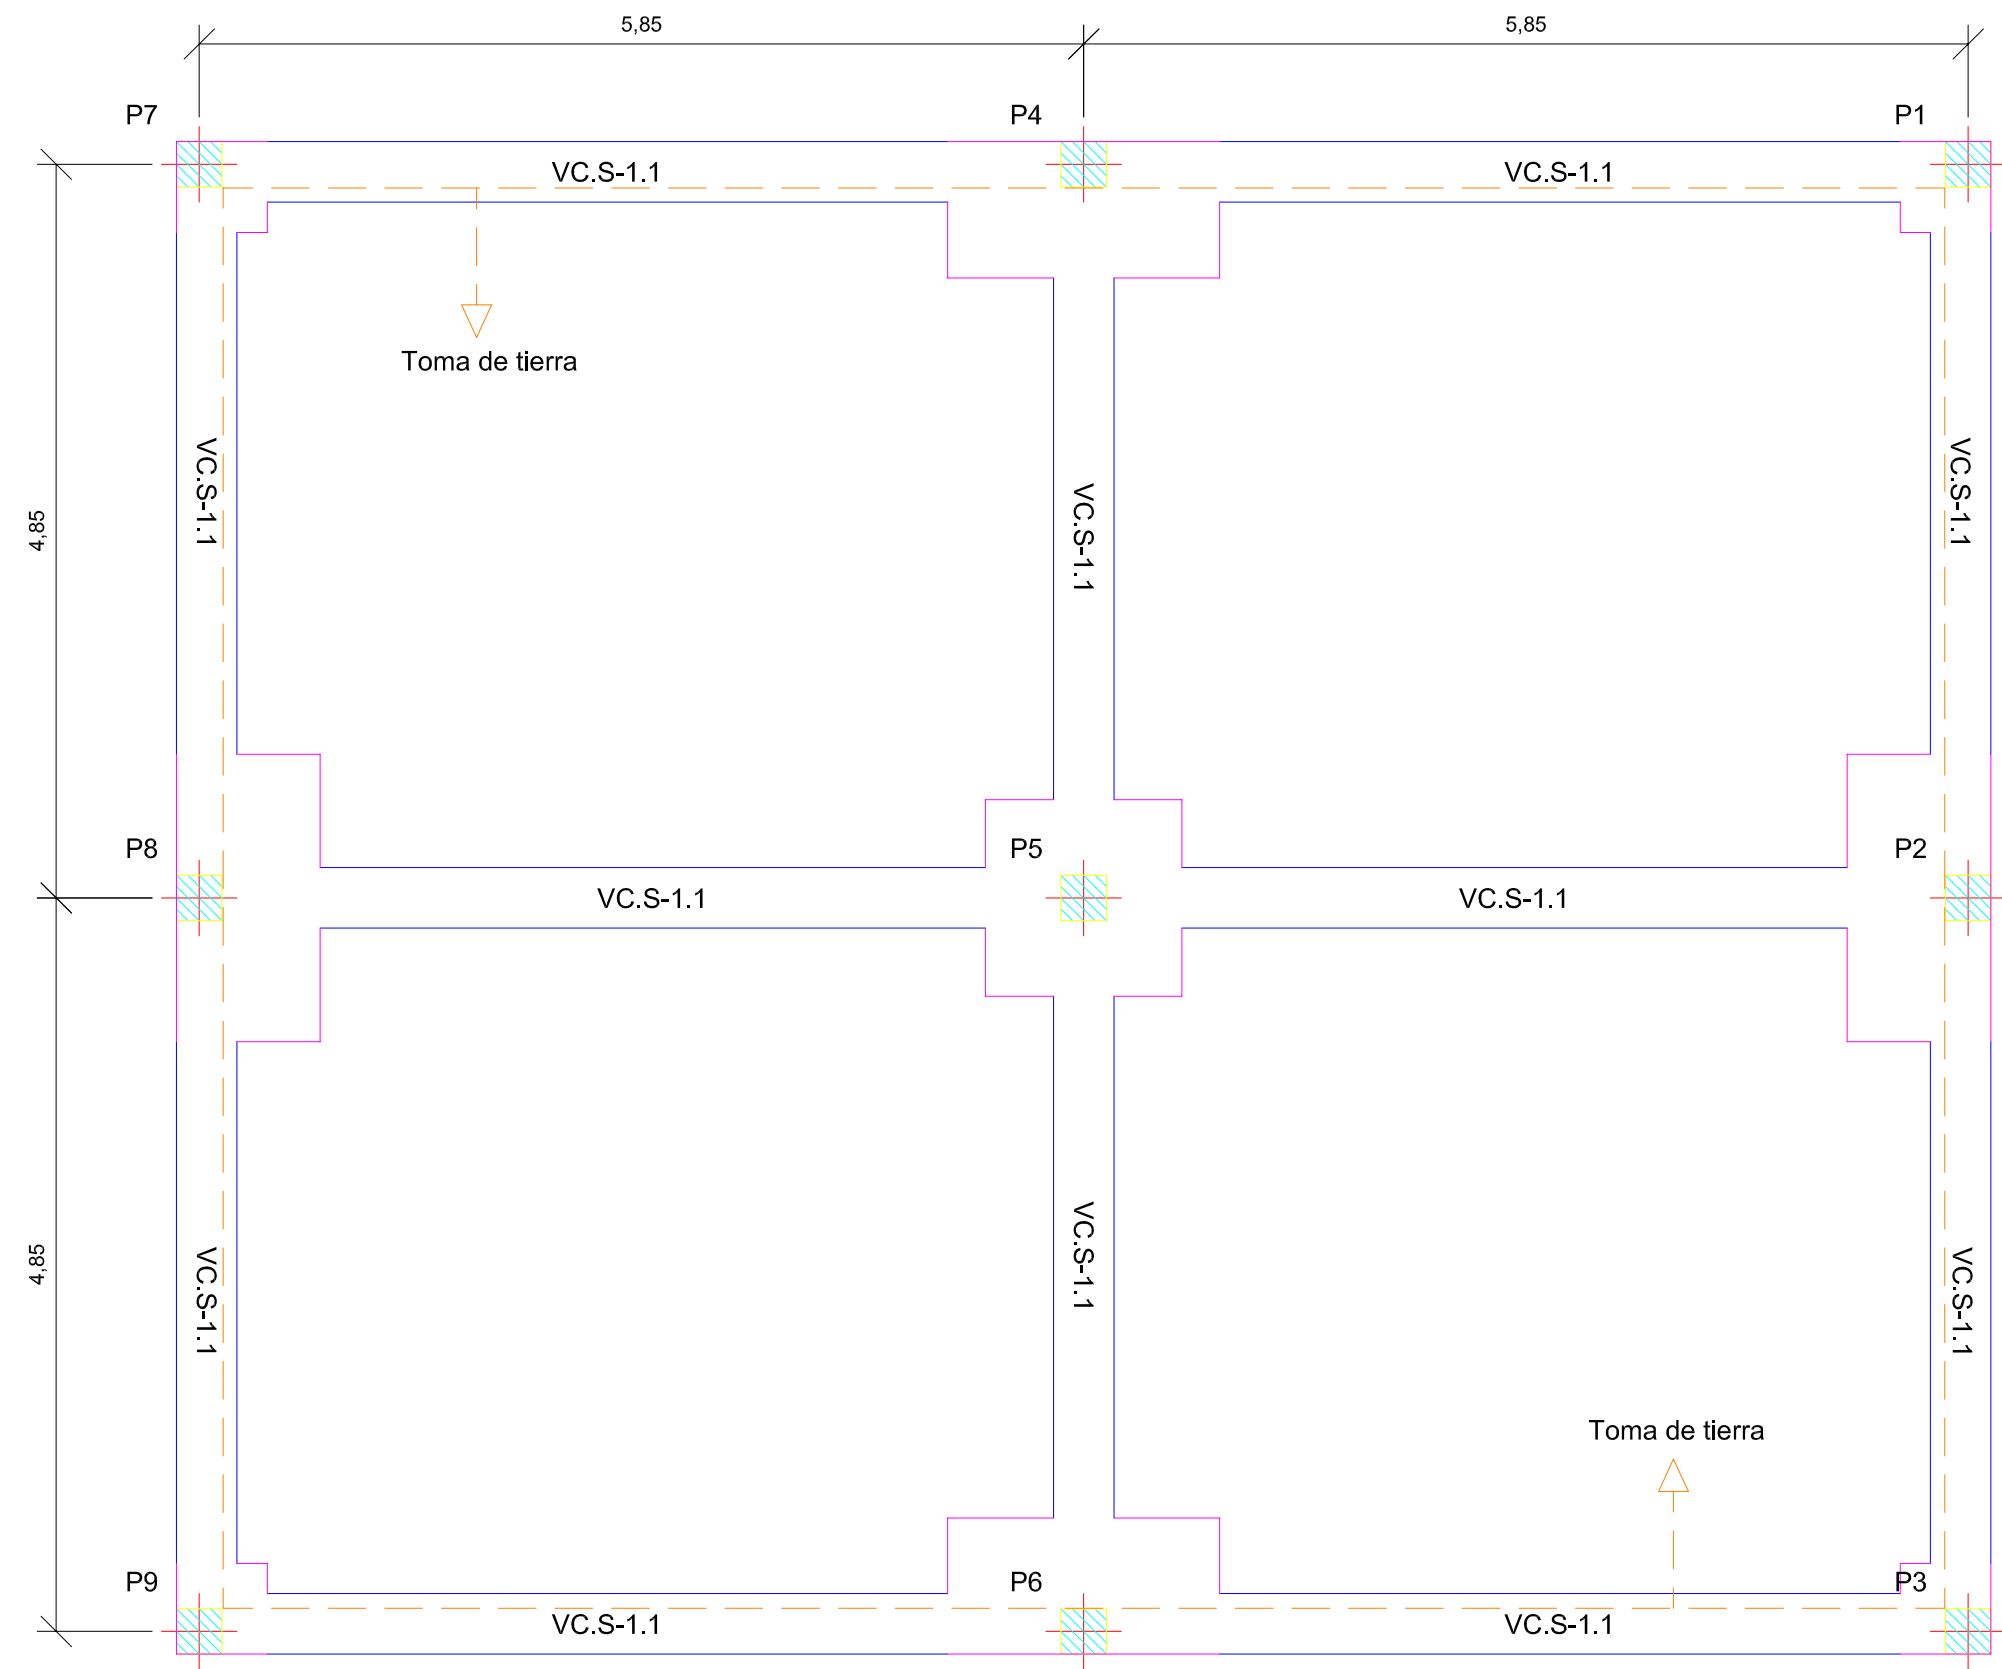 5,85
5,85
P7
P4
P1
VC.S-1.1
VC.S-1.1
Toma de tierra
VC.S-1.1
VC.S-1.1
VC.S-1.1
4,85
P8
P5
P2
VC.S-1.1
VC.S-1.1
4,85
VC.S-1.1
VC.S-1.1
VC.S-1.1
Toma de tierra
P9
P6
P3
VC.S-1.1
VC.S-1.1